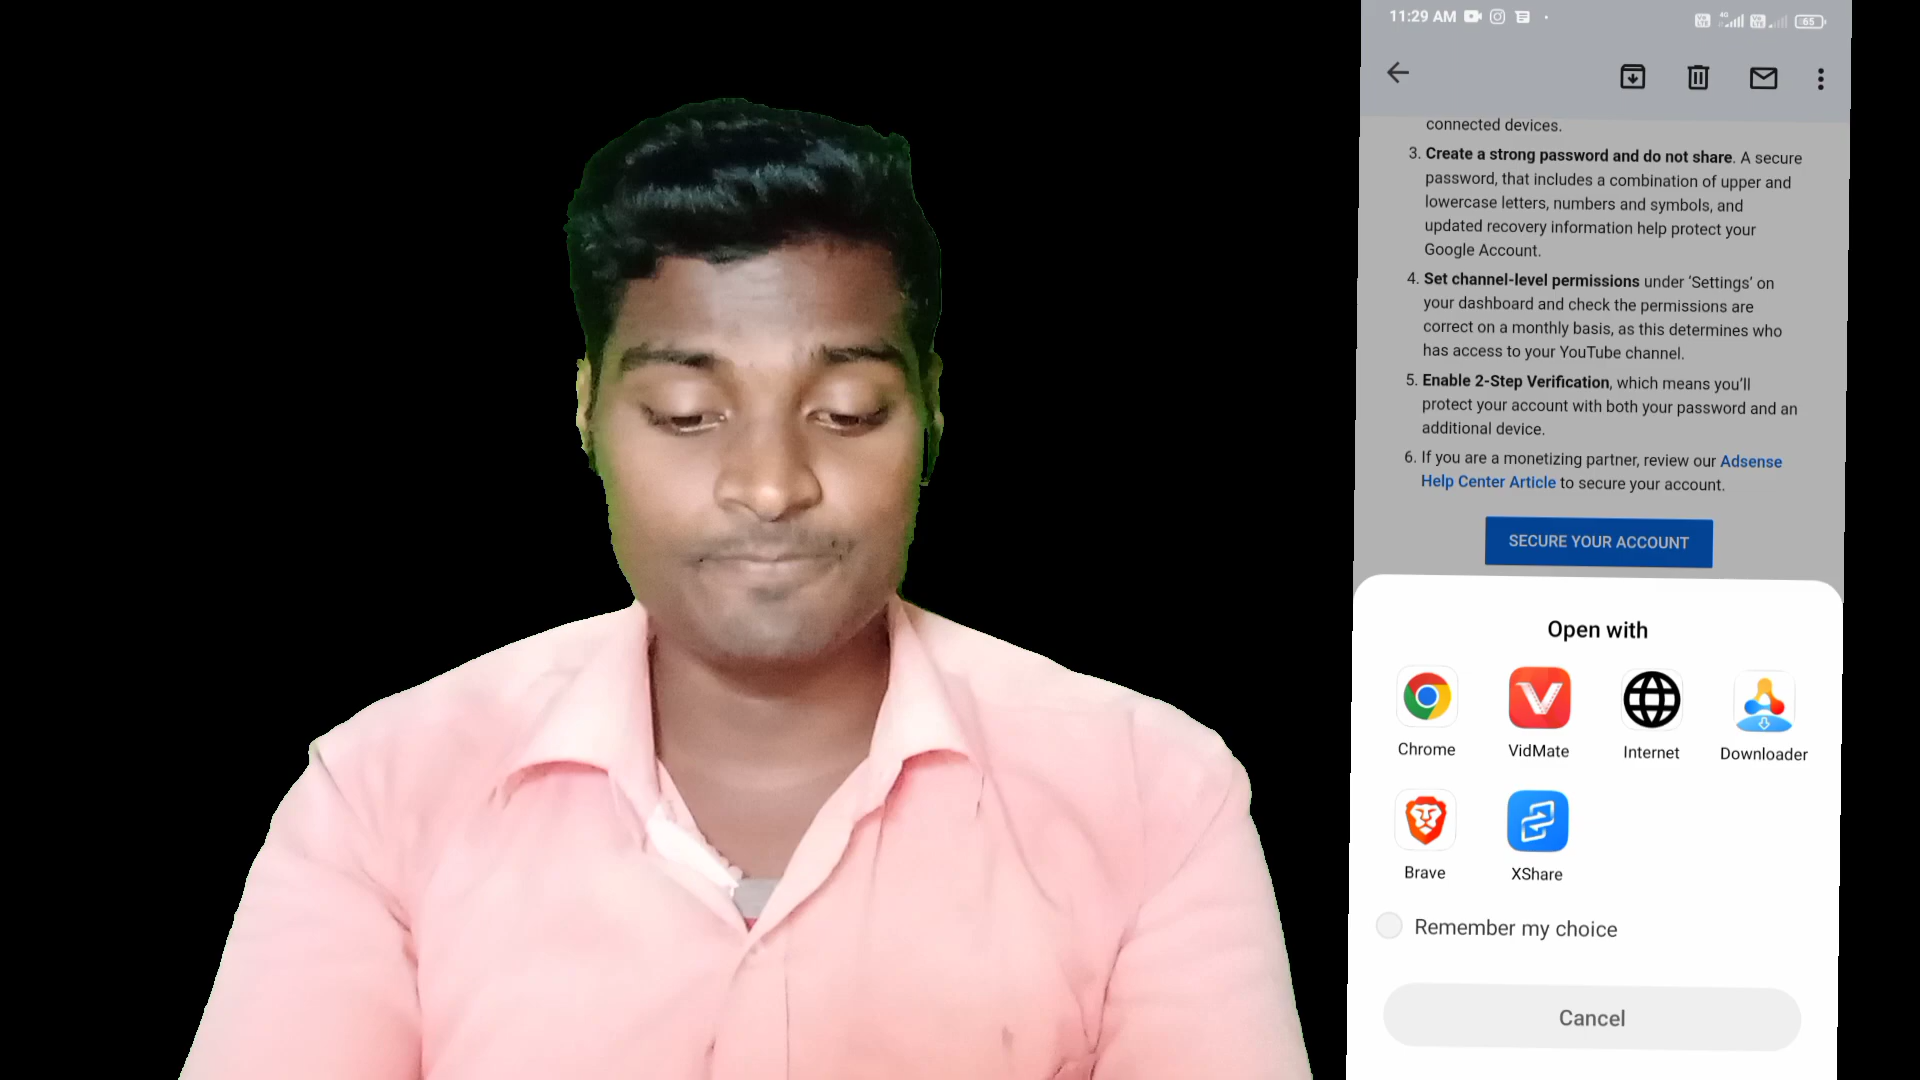 11:29 AM
4G
65
connected devices.
3. Create a strong password and do not share. A secure
password, that includes a combination of upper and
lowercase letters, numbers and symbols, and
updated recovery information help protect your
Google Account.
4. Set channel-level permissions under ‘Settings’ on
your dashboard and check the permissions are
correct on a monthly basis, as this determines who
has access to your YouTube channel.
5. Enable 2-Step Verification, which means you’ll
protect your account with both your password and an
additional device.
6. If you are a monetizing partner, review our Adsense
Help Center Article to secure your account.
SECURE YOUR ACCOUNT
Open with
Chrome VidMate Internet Downloader
Brave XShare
Remember my choice
Cancel